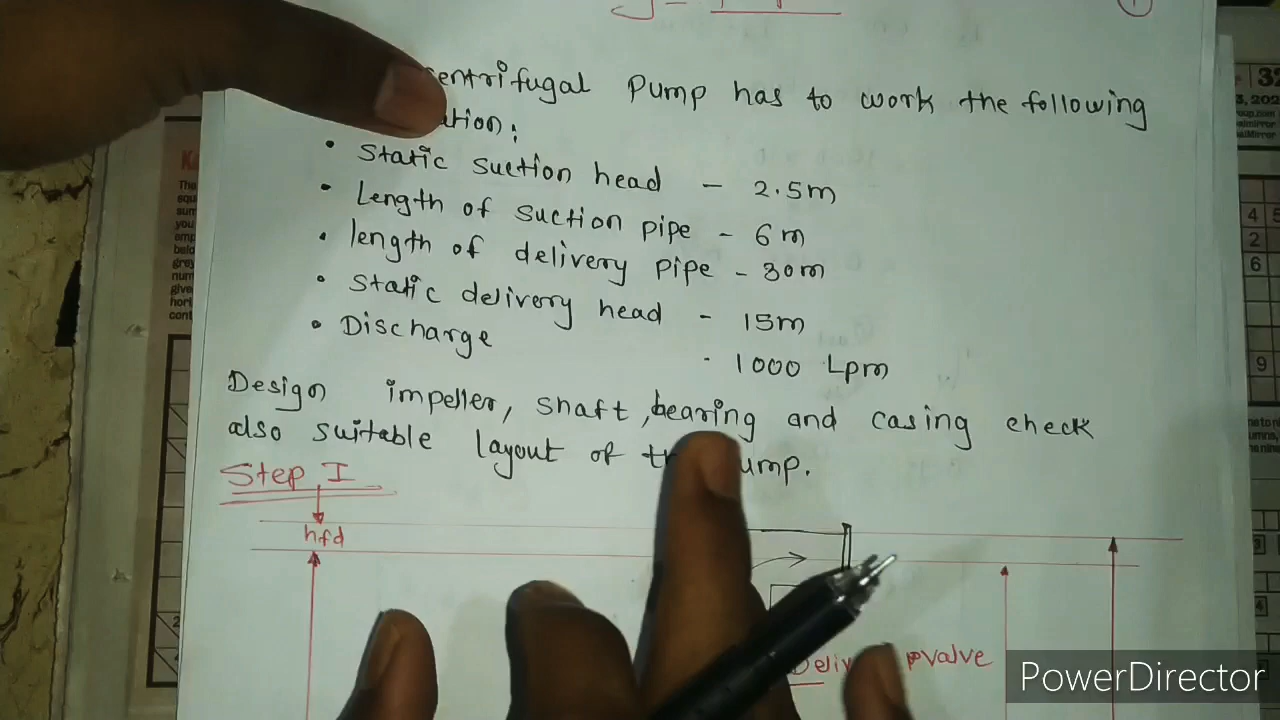 Pump has to work the following
• Static suction head - 2.5m
• Length of suction pipe - 6m
• length of delivery pipe - 30m
• Static delivery head - 15m
• Discharge - 1000 Lpm
Design impeller, shaft, bearing and casing check
also suitable layout of
Step I
hfd
valve
PowerDirector